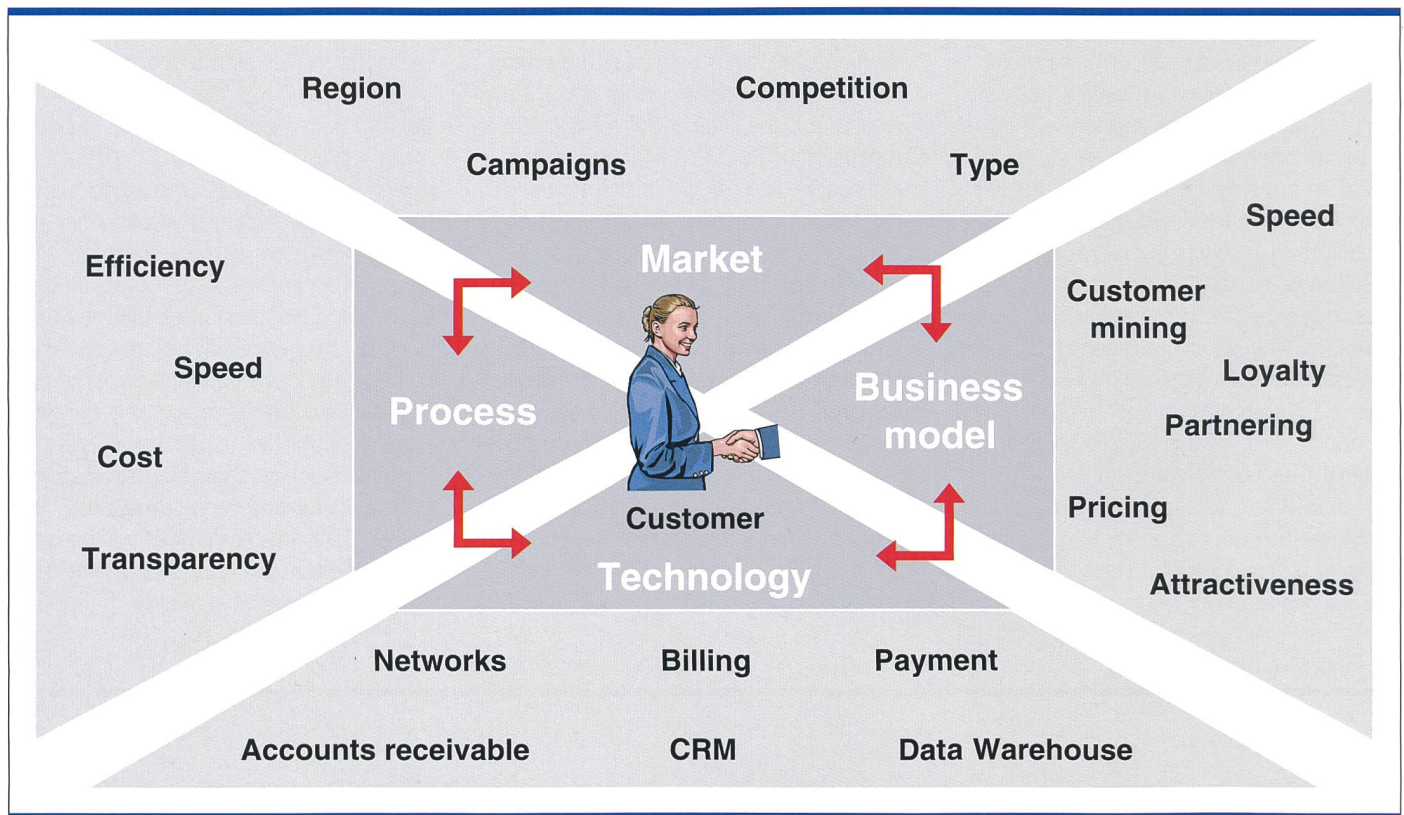 Region
Competition
Campaigns
Type
Market
Efficiency
Speed
Cost
Transparency
Process
Customer
Business
model
Speed
Customer
mining
Loyalty
Partnering
Pricing
Attractiveness
Technology
Networks
Billing
Payment
Accounts receivable
CRM
Data Warehouse